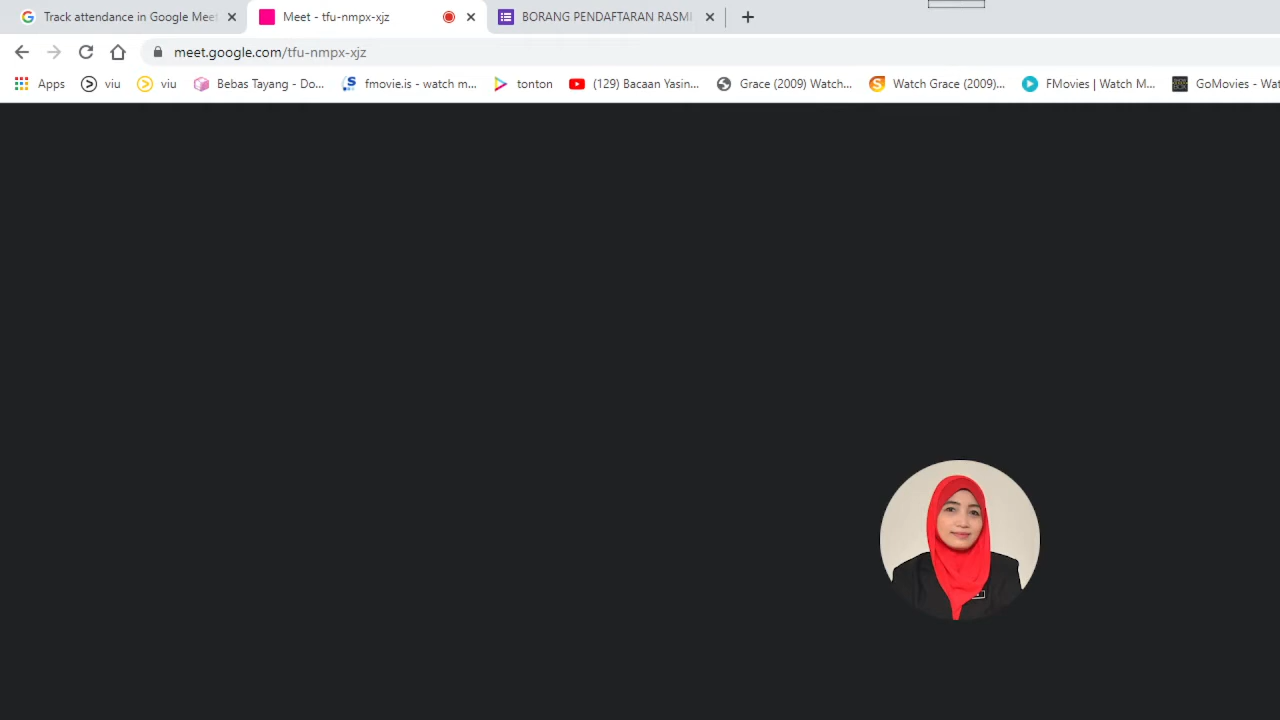 Track attendance in Google Meet
Meet - tfu-nmpx-xjz
BORANG PENDAFTARAN RASMI
meet.google.com/tfu-nmpx-xjz
Apps
viu
viu
Bebas Tayang - Do...
fmovie.is - watch m...
tonton
(129) Bacaan Yasin...
Grace (2009) Watch...
Watch Grace (2009)...
FMovies | Watch M...
GoMovies - Wat